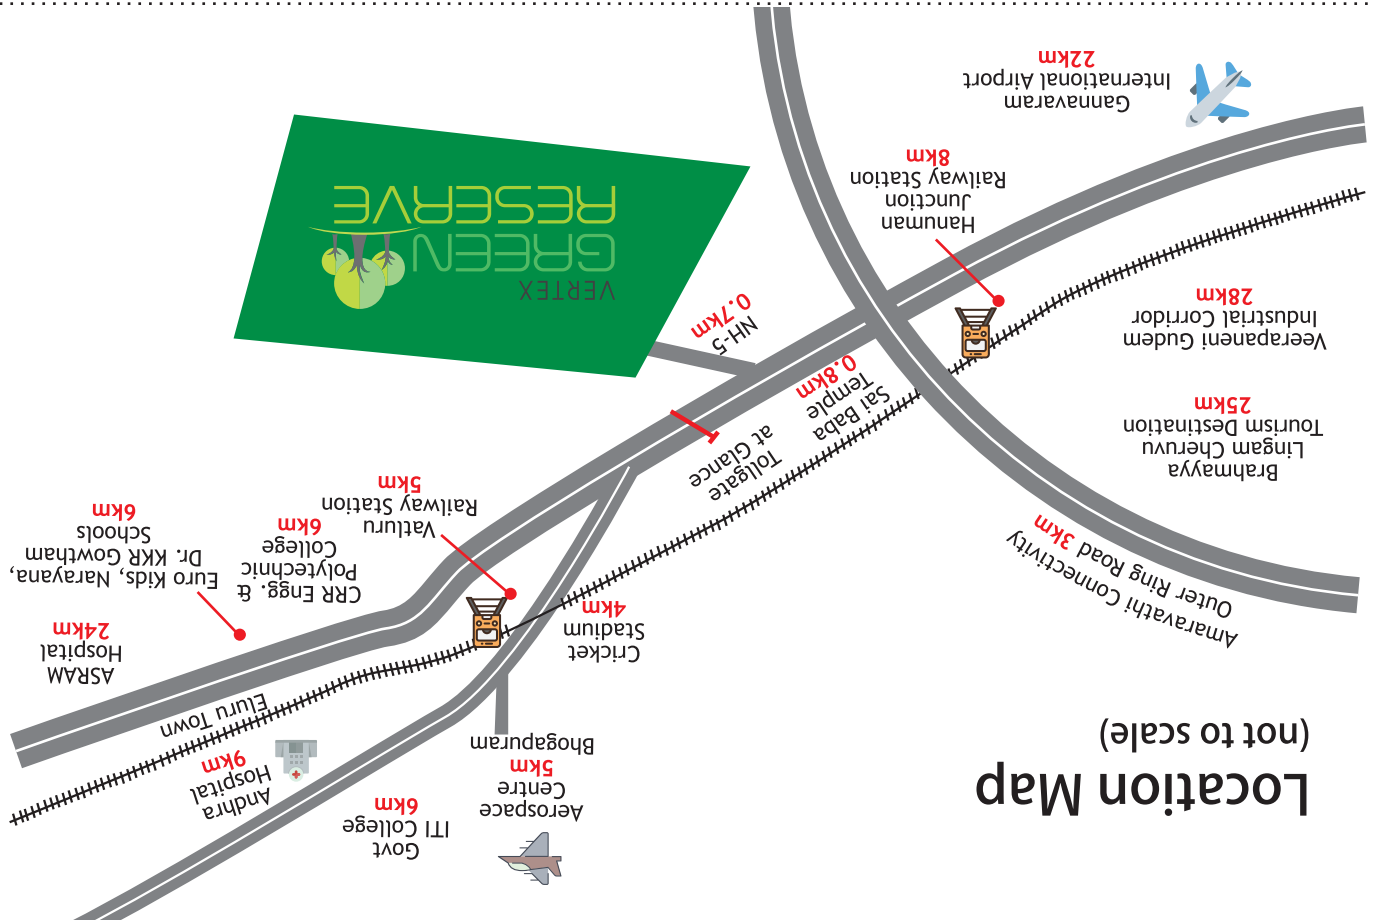 Location Map
(not to scale)
Govt
ITI College
6km
Aerospace
Centre
5km
Bhogapuram
Andhra
Hospital
9km
Eluru Town
ASRAM
Hospital
24km
Cricket
Stadium
4km
Amaravathi Connectivity
Outer Ring Road 3km
Euro Kids, Narayana,
Dr. KKR Gowtham
Schools
6km
CRR Engg. &
Polytechnic
College
6km
Vatluru
Railway Station
5km
Tollgate
at Glance
Sai Baba
Temple
0.8km
Brahmayya
Lingam Cheruvu
Tourism Destination
25km
Veerapaneni Gudem
Industrial Corridor
28km
NH-5
0.7km
VERTEX
GREEN
RESERVE
Hanuman
Junction
Railway Station
8km
Gannavaram
International Airport
22km